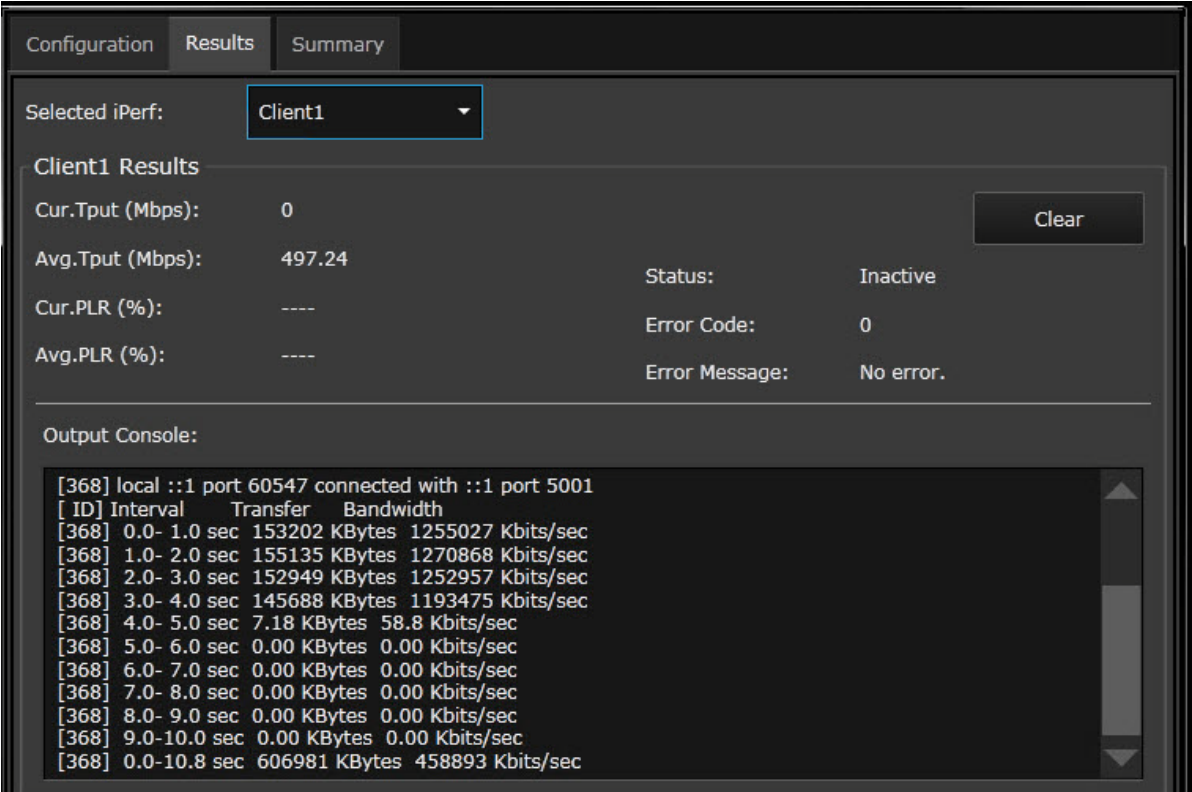 Configuration Results Summary
Selected iPerf: Client1
Client1 Results
Cur.Tput (Mbps): 0
Clear
Avg.Tput (Mbps): 497.24
Status: Inactive
Cur.PLR (%): ----
Error Code: 0
Avg.PLR (%): ----
Error Message: No error.
Output Console:
[368] local ::1 port 60547 connected with ::1 port 5001
[ ID] Interval Transfer Bandwidth
[368] 0.0- 1.0 sec 153202 KBytes 1255027 Kbits/sec
[368] 1.0- 2.0 sec 155135 KBytes 1270868 Kbits/sec
[368] 2.0- 3.0 sec 152949 KBytes 1252957 Kbits/sec
[368] 3.0- 4.0 sec 145688 KBytes 1193475 Kbits/sec
[368] 4.0- 5.0 sec 7.18 KBytes 58.8 Kbits/sec
[368] 5.0- 6.0 sec 0.00 KBytes 0.00 Kbits/sec
[368] 6.0- 7.0 sec 0.00 KBytes 0.00 Kbits/sec
[368] 7.0- 8.0 sec 0.00 KBytes 0.00 Kbits/sec
[368] 8.0- 9.0 sec 0.00 KBytes 0.00 Kbits/sec
[368] 9.0-10.0 sec 0.00 KBytes 0.00 Kbits/sec
[368] 0.0-10.8 sec 606981 KBytes 458893 Kbits/sec